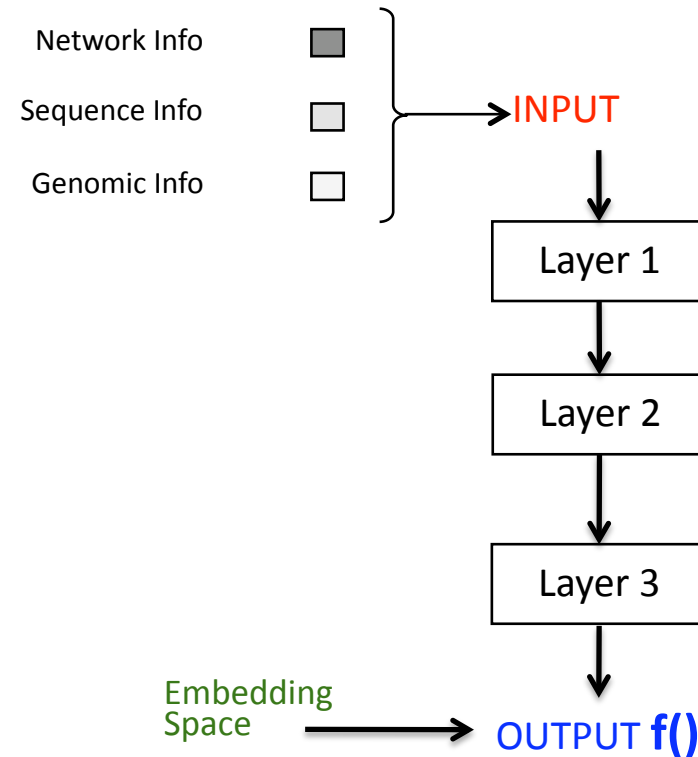 Network Info
Sequence Info
Genomic Info
INPUT
Layer 1
Layer 2
Layer 3
Embedding
Space
OUTPUT f()